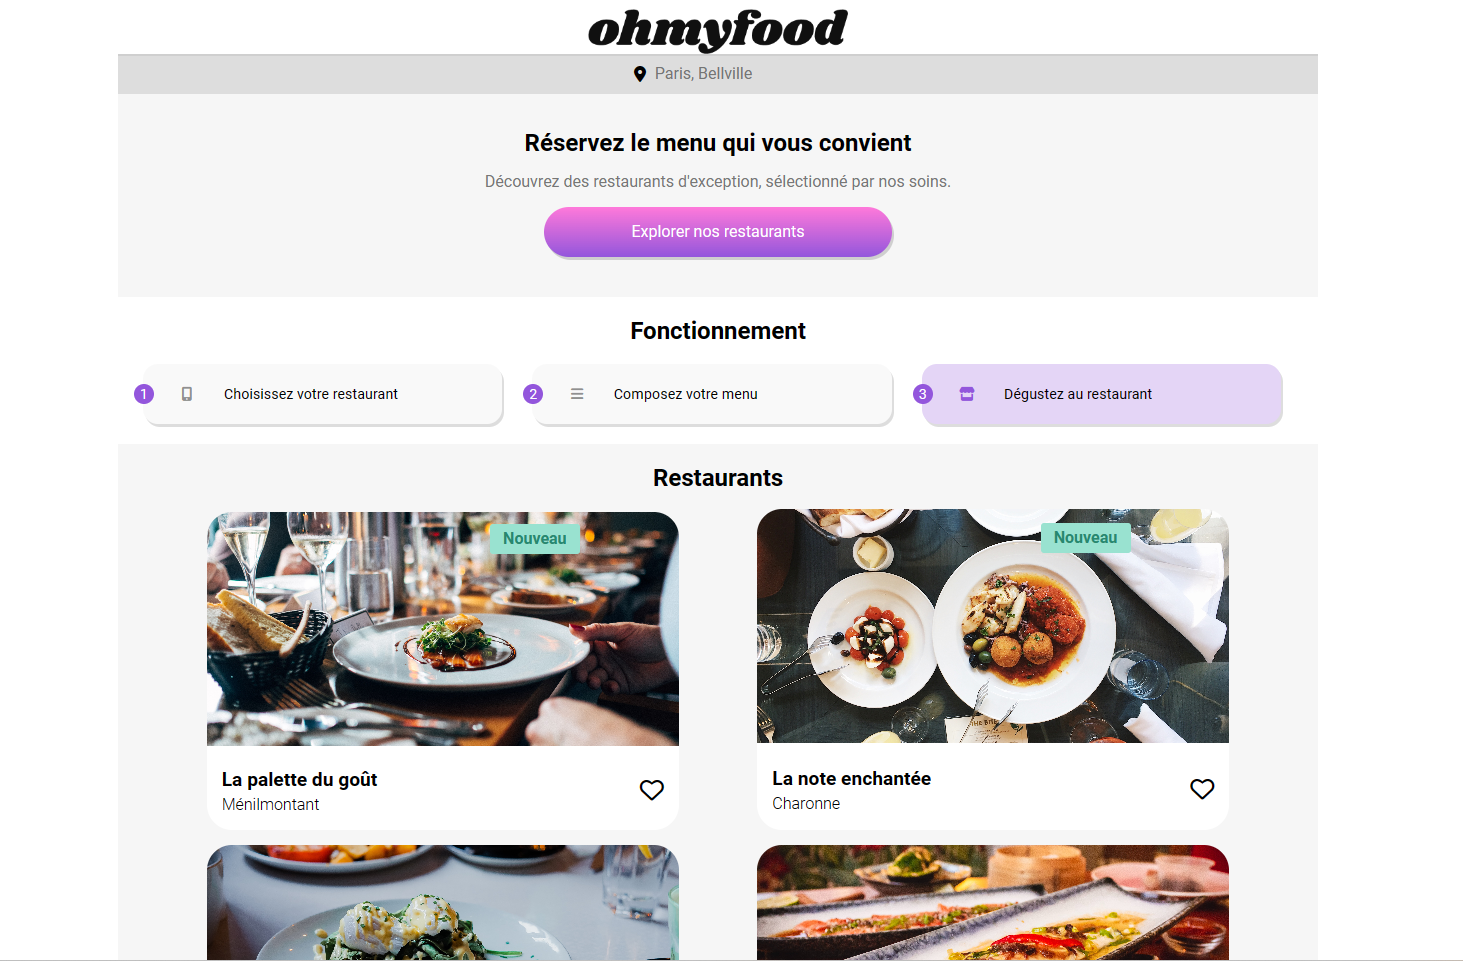 ohmyfood
Paris, Bellville
Réservez le menu qui vous convient
Découvrez des restaurants d'exception, sélectionné par nos soins.
Explorer nos restaurants
Fonctionnement
1 Choisissez votre restaurant
2 Composez votre menu
3 Dégustez au restaurant
Restaurants
Nouveau
La palette du goût
Ménilmontant
Nouveau
La note enchantée
Charonne